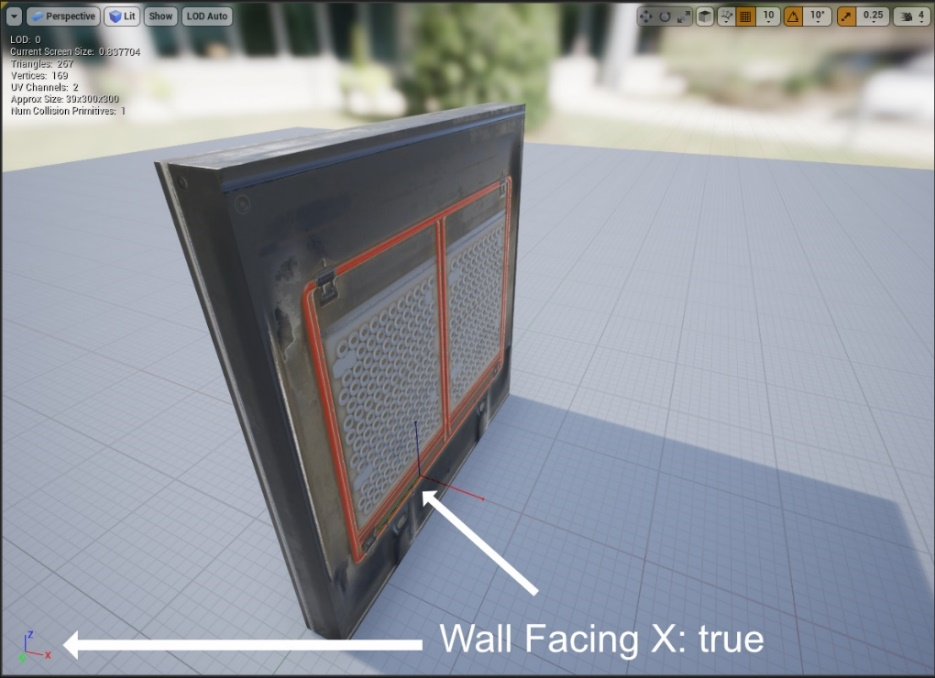 Perspective Lit Show LOD Auto 10 10° 0.25 4
LOD: 0
Current Screen Size: 0.837704
Triangles: 267
Vertices: 169
UV Channels: 2
Approx Size: 39x300x300
Num Collision Primitives: 1
Z
X
Wall Facing X: true